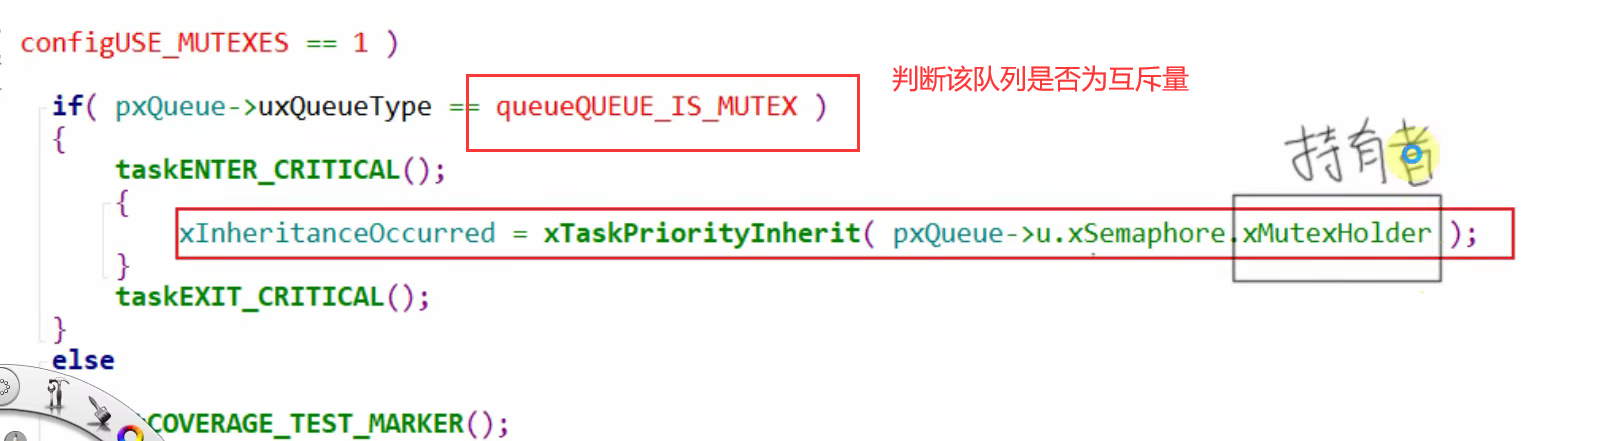 configUSE_MUTEXES == 1 )
判断该队列是否为互斥量
if( pxQueue->uxQueueType == queueQUEUE_IS_MUTEX )
{
持有者
taskENTER_CRITICAL();
{
xInheritanceOccurred = xTaskPriorityInherit( pxQueue->u.xSemaphore.xMutexHolder );
}
taskEXIT_CRITICAL();
}
else
COVERAGE_TEST_MARKER();